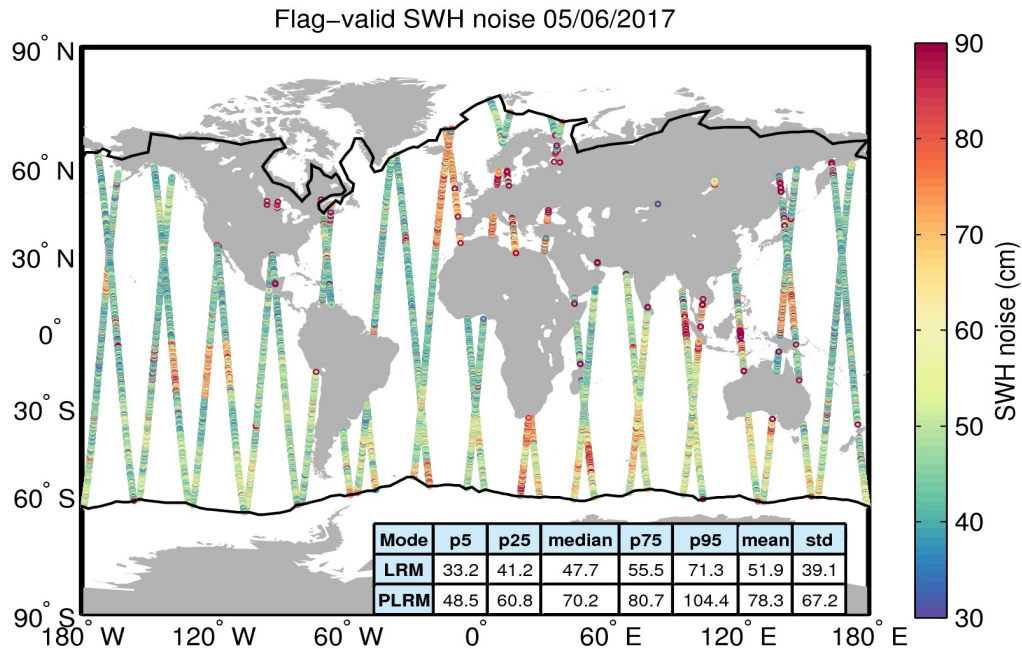 Flag−valid SWH noise 05/06/2017
90° N
60° N
30° N
0°
30° S
60° S
90° S
180° W
120° W
60° W
0°
60° E
120° E
180° E
Mode p5 p25 median p75 p95 mean std
LRM 33.2 41.2 47.7 55.5 71.3 51.9 39.1
PLRM 48.5 60.8 70.2 80.7 104.4 78.3 67.2
90
80
70
60
50
40
30
SWH noise (cm)